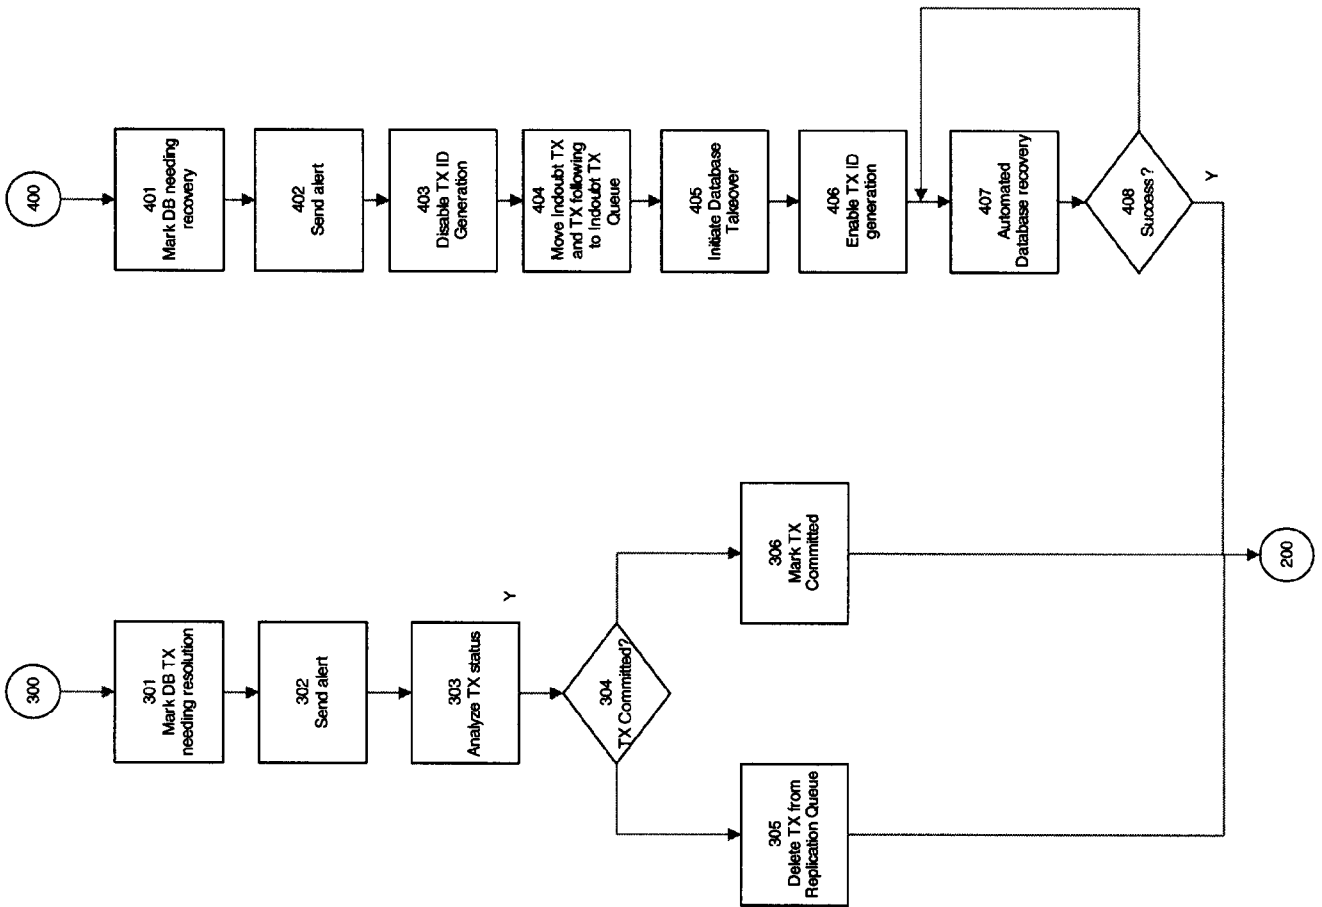 400
401
Mark DB needing
recovery
402
Send alert
403
Disable TX ID
Generation
404
Move Indoubt TX
and TX following
to Indoubt TX
Queue
405
Initiate Database
Takeover
406
Enable TX ID
generation
407
Automated
Database recovery
408
Success?
Y
300
301
Mark DB TX
needing resolution
302
Send alert
303
Analyze TX status
Y
304
TX Committed?
306
Mark TX
Committed
305
Delete TX from
Replication Queue
200